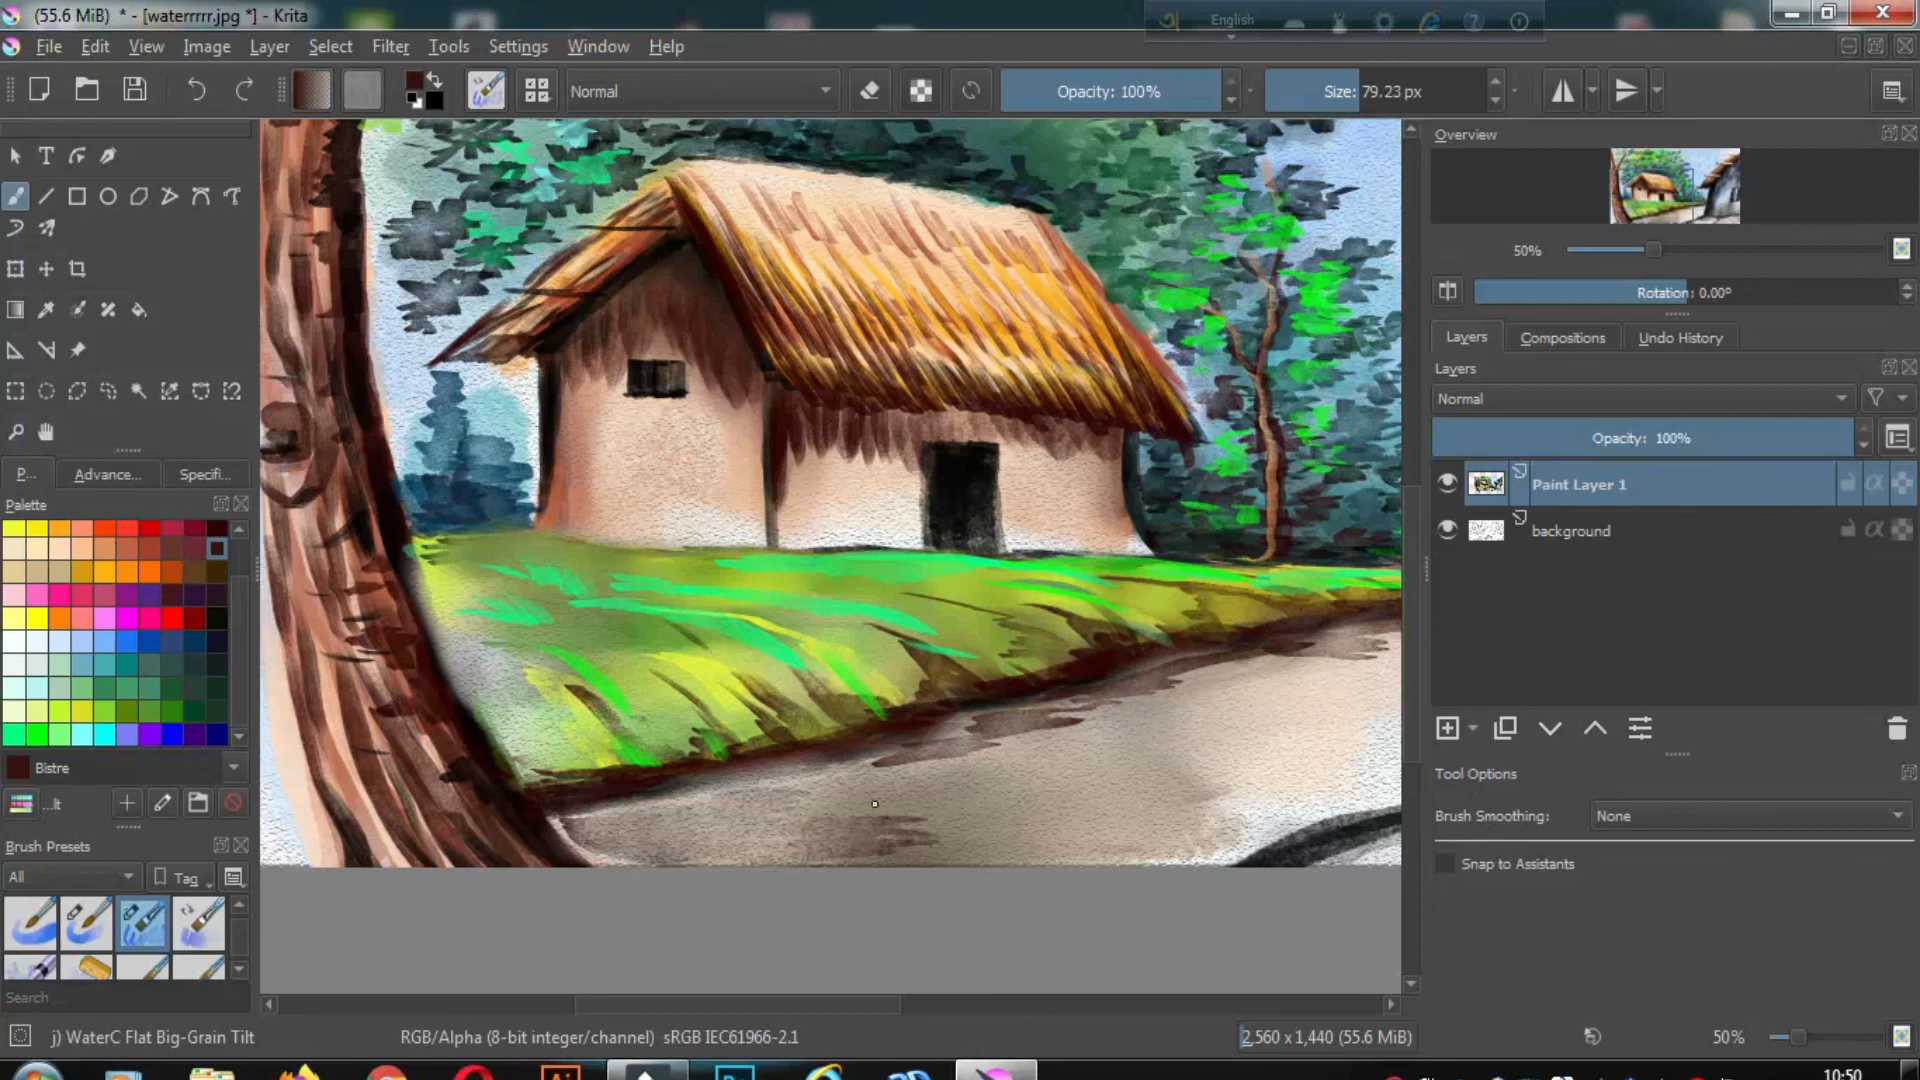 (55.6 MiB) * - [waterrrrr.jpg *] - Krita
English
File Edit View Image Layer Select Filter Tools Settings Window Help
Normal
Opacity: 100%
Size: 79.23 px
Overview
50%
Rotation: 0.00°
Layers Compositions Undo History
Layers
Normal
Opacity: 100%
Paint Layer 1
background
P... Advance... Specifi...
Palette
Bistre
...lt
Brush Presets
All
Tag
Search
Tool Options
Brush Smoothing: None
Snap to Assistants
j) WaterC Flat Big-Grain Tilt
RGB/Alpha (8-bit integer/channel) sRGB IEC61966-2.1
2,560 x 1,440 (55.6 MiB)
50%
10:50